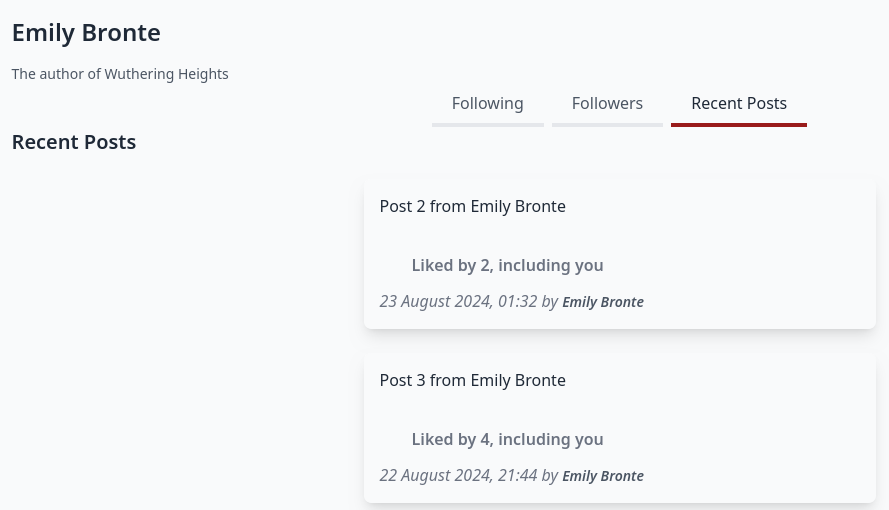 Emily Bronte
The author of Wuthering Heights
Following Followers Recent Posts
Recent Posts
Post 2 from Emily Bronte
Liked by 2, including you
23 August 2024, 01:32 by Emily Bronte
Post 3 from Emily Bronte
Liked by 4, including you
22 August 2024, 21:44 by Emily Bronte